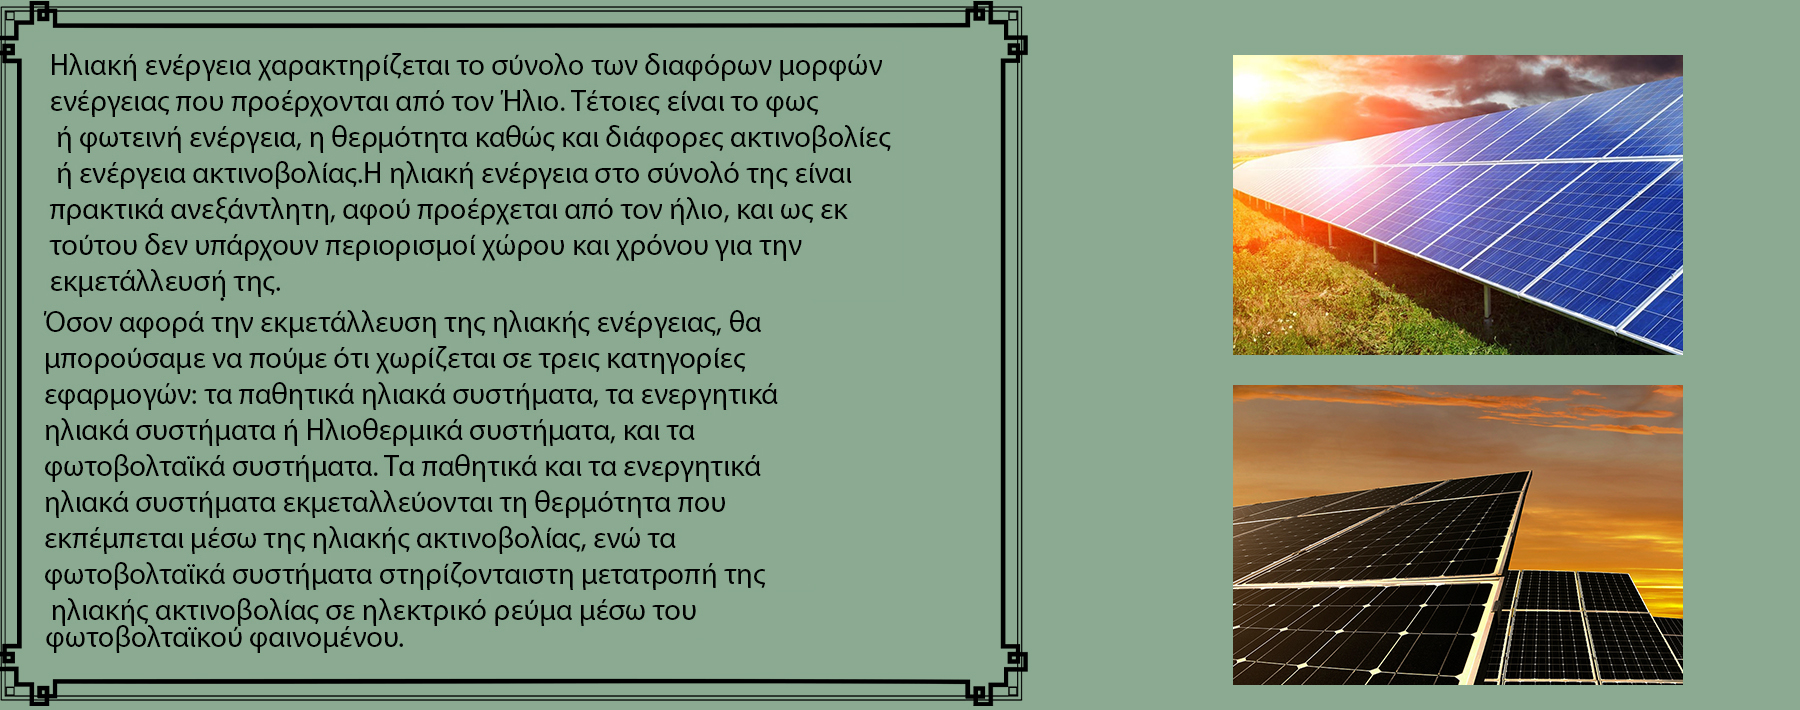 Ηλιακή ενέργεια χαρακτηρίζεται το σύνολο των διαφόρων μορφών
ενέργειας που προέρχονται από τον Ήλιο. Τέτοιες είναι το φως
ή φωτεινή ενέργεια, η θερμότητα καθώς και διάφορες ακτινοβολίες
ή ενέργεια ακτινοβολίας.Η ηλιακή ενέργεια στο σύνολό της είναι
πρακτικά ανεξάντλητη, αφού προέρχεται από τον ήλιο, και ως εκ
τούτου δεν υπάρχουν περιορισμοί χώρου και χρόνου για την
εκμετάλλευσή της.
Όσον αφορά την εκμετάλλευση της ηλιακής ενέργειας, θα
μπορούσαμε να πούμε ότι χωρίζεται σε τρεις κατηγορίες
εφαρμογών: τα παθητικά ηλιακά συστήματα, τα ενεργητικά
ηλιακά συστήματα ή Ηλιοθερμικά συστήματα, και τα
φωτοβολταϊκά συστήματα. Τα παθητικά και τα ενεργητικά
ηλιακά συστήματα εκμεταλλεύονται τη θερμότητα που
εκπέμπεται μέσω της ηλιακής ακτινοβολίας, ενώ τα
φωτοβολταϊκά συστήματα στηρίζονταιστη μετατροπή της
ηλιακής ακτινοβολίας σε ηλεκτρικό ρεύμα μέσω του
φωτοβολταϊκού φαινομένου.